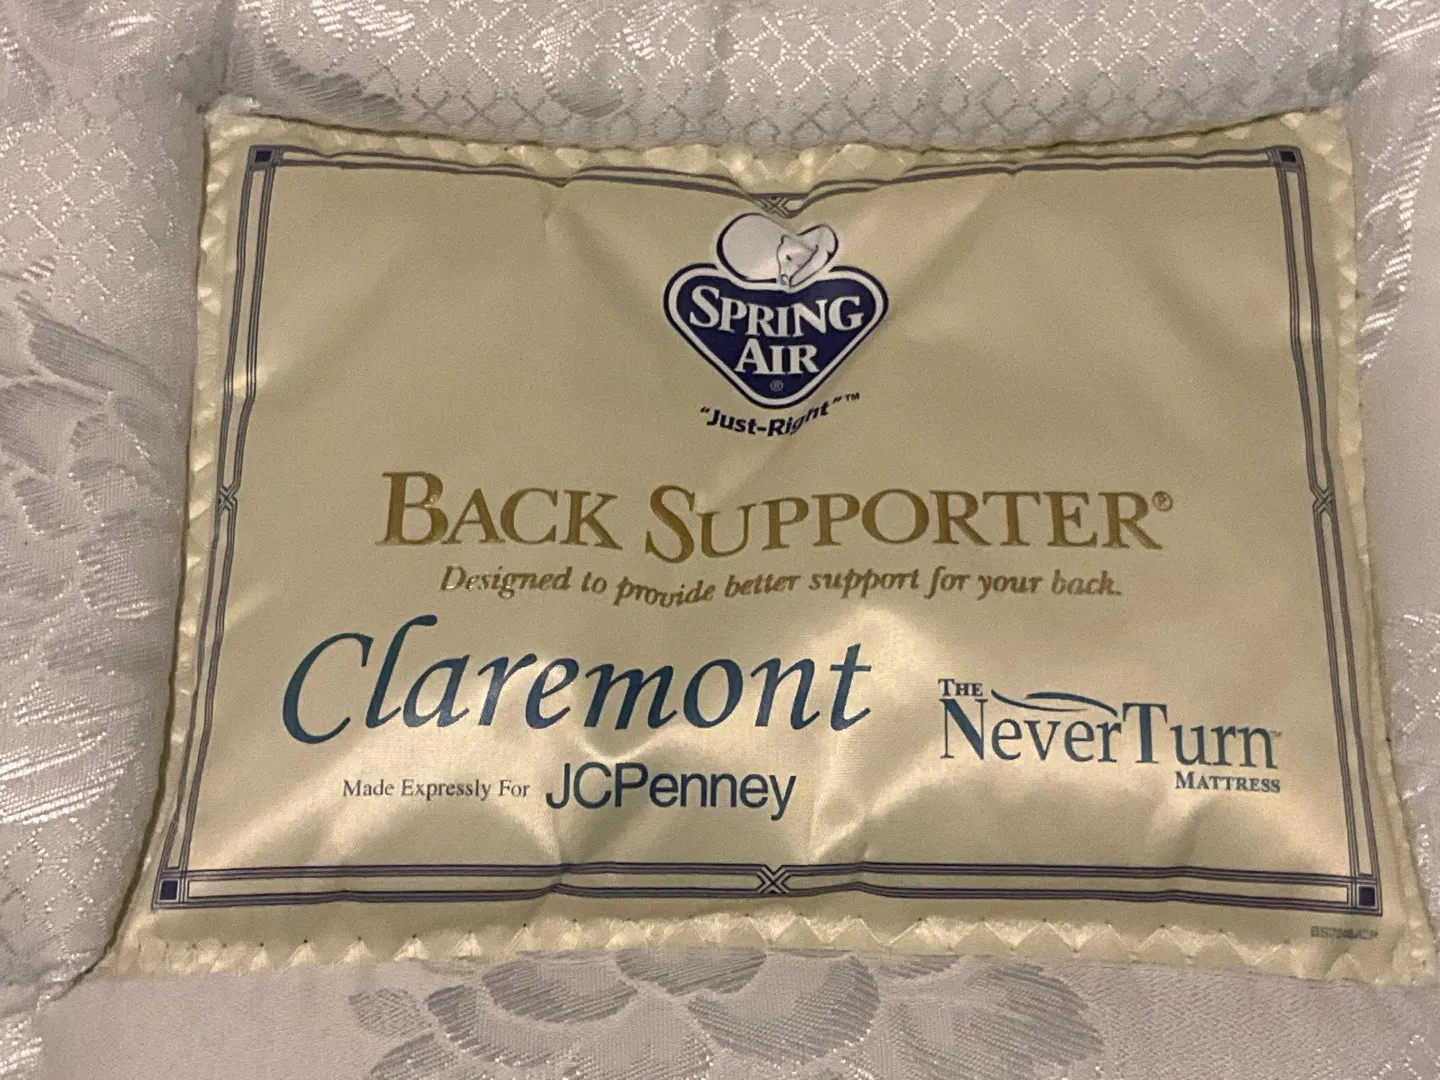 SPRING
AIR
®
"Just-Right"™
BACK SUPPORTER®
Designed to provide better support for your back.
Claremont
THE
NeverTurn™
MATTRESS
Made Expressly For JCPenney